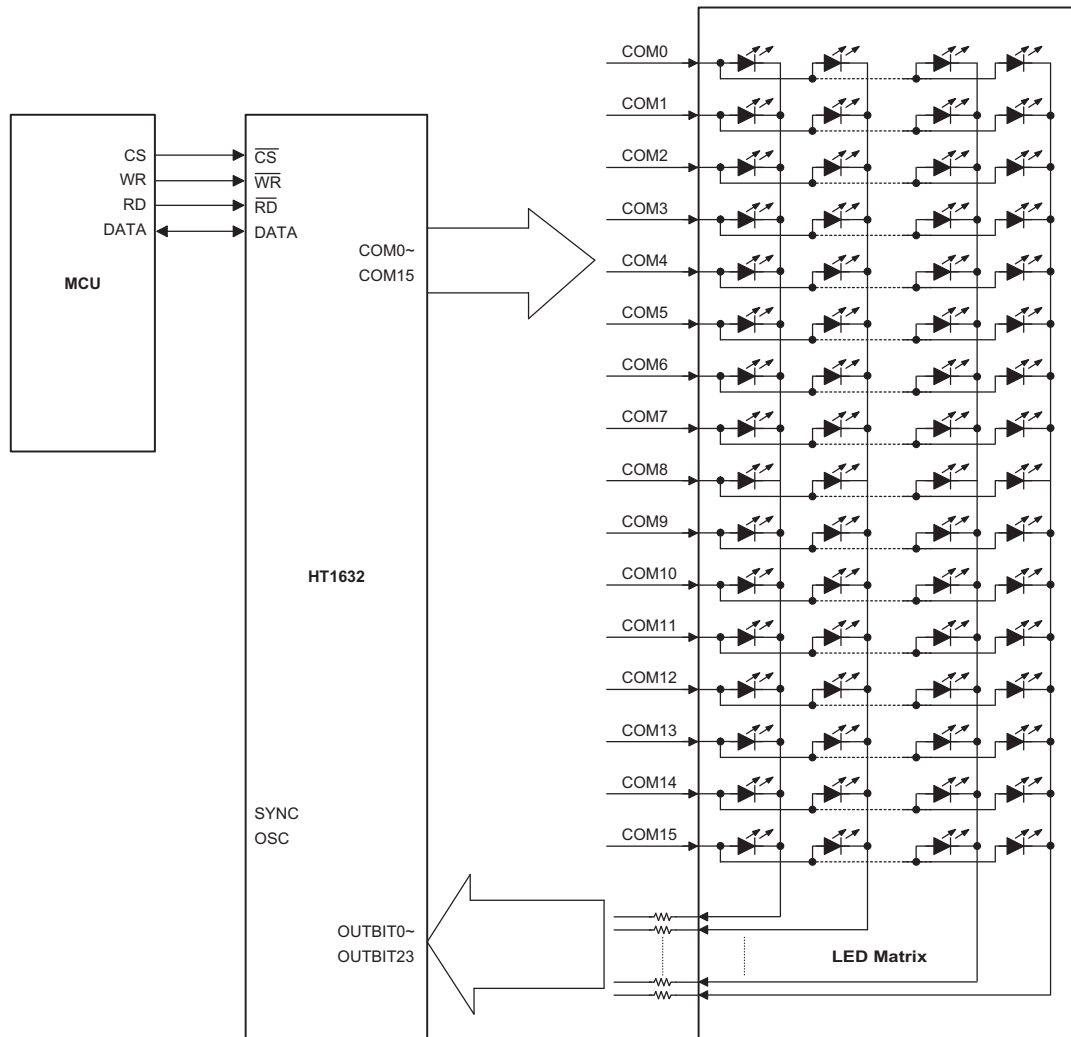 MCU
CS
WR
RD
DATA
CS
WR
RD
DATA
COM0~
COM15
HT1632
SYNC
OSC
OUTBIT0~
OUTBIT23
COM0
COM1
COM2
COM3
COM4
COM5
COM6
COM7
COM8
COM9
COM10
COM11
COM12
COM13
COM14
COM15
LED Matrix